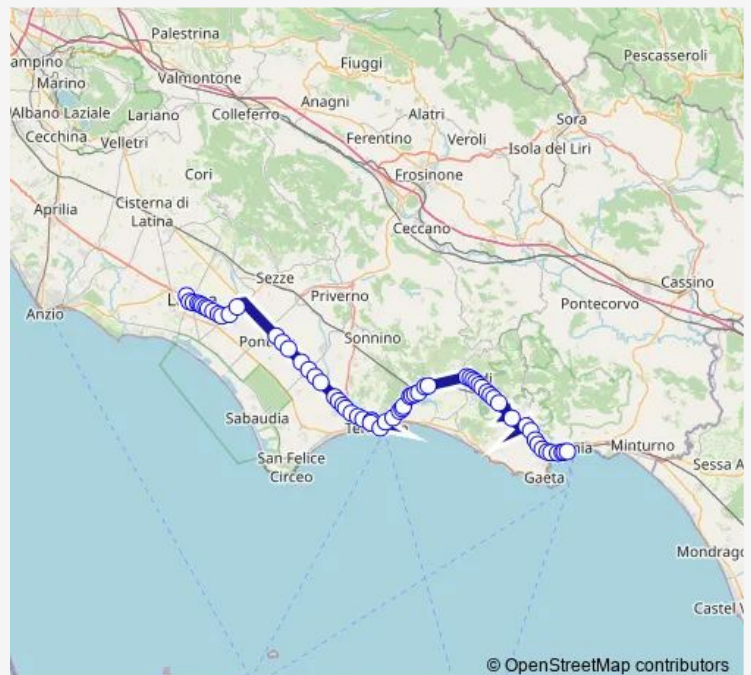 Palestrina
Pescasseroli
ampino
Fiuggi
Marino
Valmontone
Anagni
Albano Laziale
Lariano
Colleferro
Alatri
Sora
Cecchina
Velletri
Ferentino
Veroli
Isola del Liri
Cori
Frosinone
Aprilia
Cisterna di
Latina
Ceccano
Sezze
Cassino
Priverno
Pontecorvo
Anzio
Pont
Sonnino
Sabaudia
Te
Minturno
Sessa A
San Felice
Circeo
Gaeta
Mondrag
Castel V
© OpenStreetMap contributors